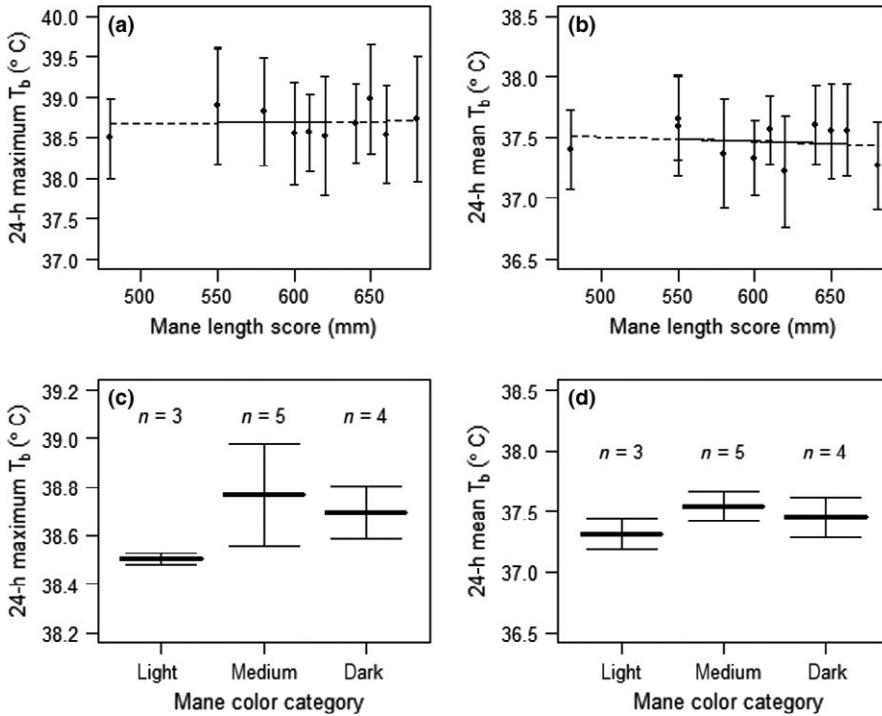 (a)
24-h maximum Tb (° C)
40.0
39.5
39.0
38.5
38.0
37.5
37.0
500 550 600 650
Mane length score (mm)
(b)
24-h mean Tb (° C)
38.5
38.0
37.5
37.0
36.5
500 550 600 650
Mane length score (mm)
(c)
24-h maximum Tb (° C)
39.2
39.0
38.8
38.6
38.4
38.2
n = 3 n = 5 n = 4
Light Medium Dark
Mane color category
(d)
24-h mean Tb (° C)
38.5
38.0
37.5
37.0
36.5
n = 3 n = 5 n = 4
Light Medium Dark
Mane color category